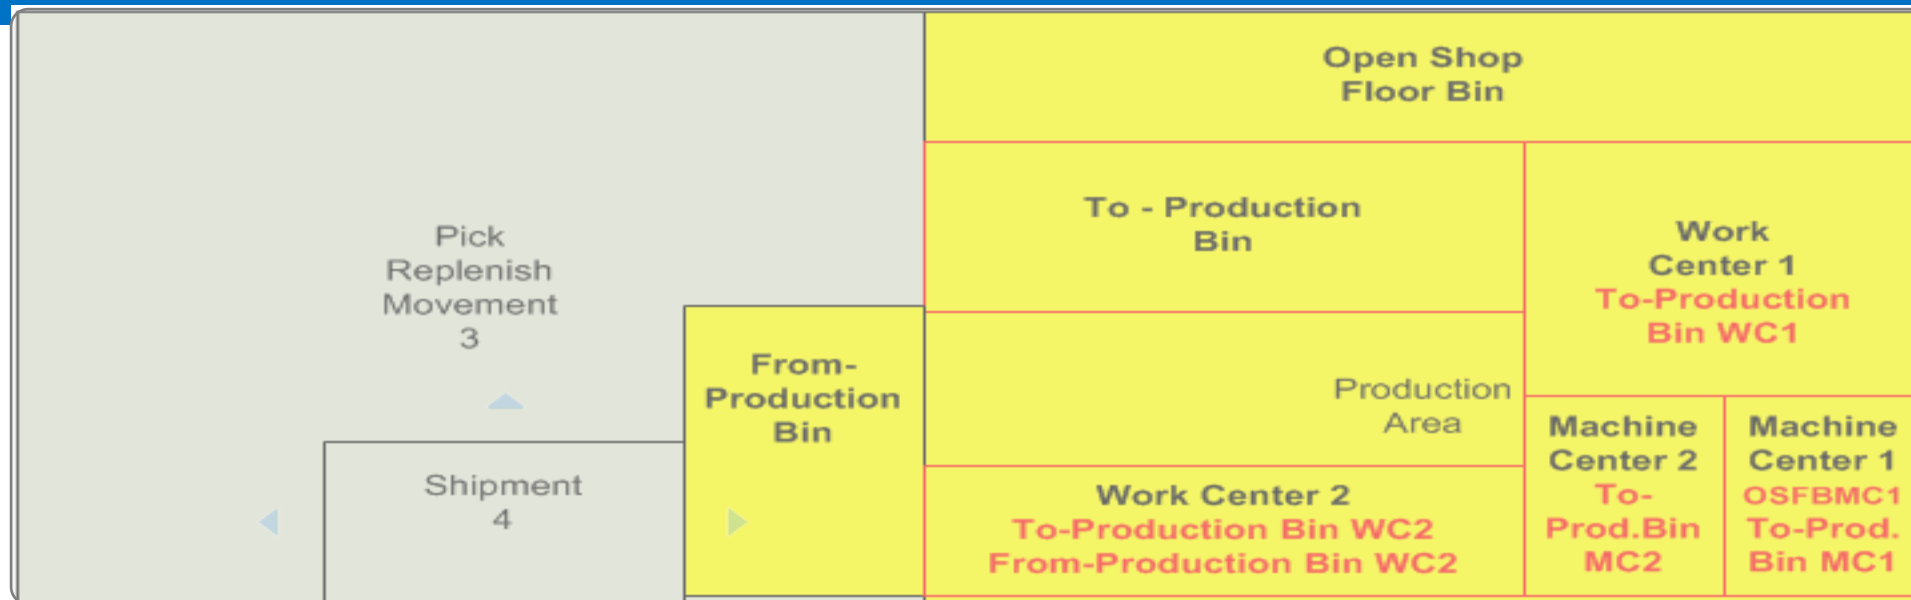 Open Shop
Floor Bin
To - Production
Bin
Work
Center 1
To-Production
Bin WC1
Pick
Replenish
Movement
3
From-
Production
Bin
Production
Area
Machine
Center 2
To-
Prod.Bin
MC2
Machine
Center 1
OSFBMC1
To-Prod.
Bin MC1
Shipment
4
Work Center 2
To-Production Bin WC2
From-Production Bin WC2